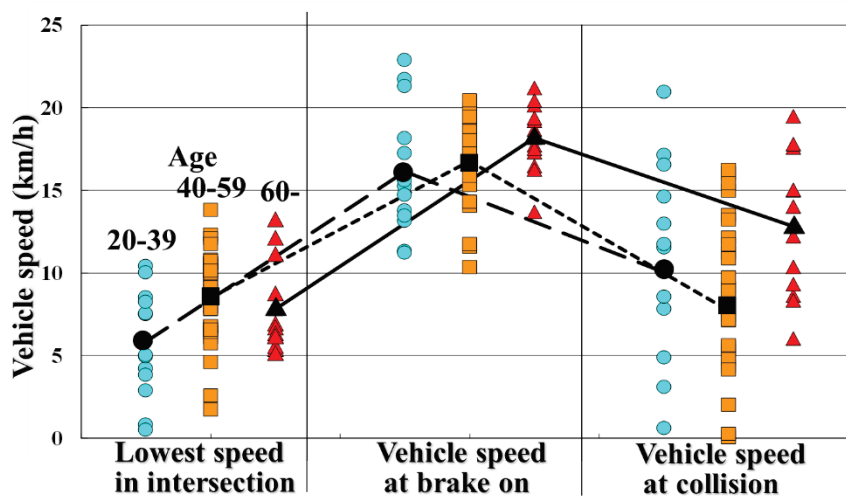 25
20
15
10
5
0
Vehicle speed (km/h)
Age
40-59
60-
20-39
Lowest speed
in intersection
Vehicle speed
at brake on
Vehicle speed
at collision